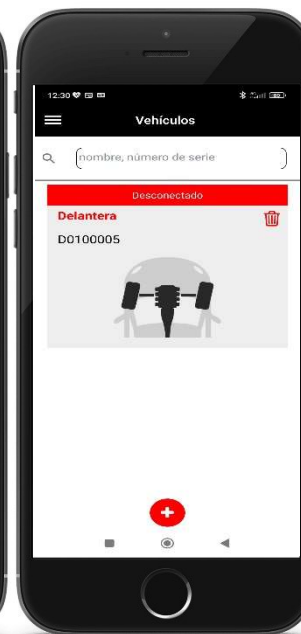 12:30
Vehículos
nombre, número de serie
Desconectado
Delantera
D0100005